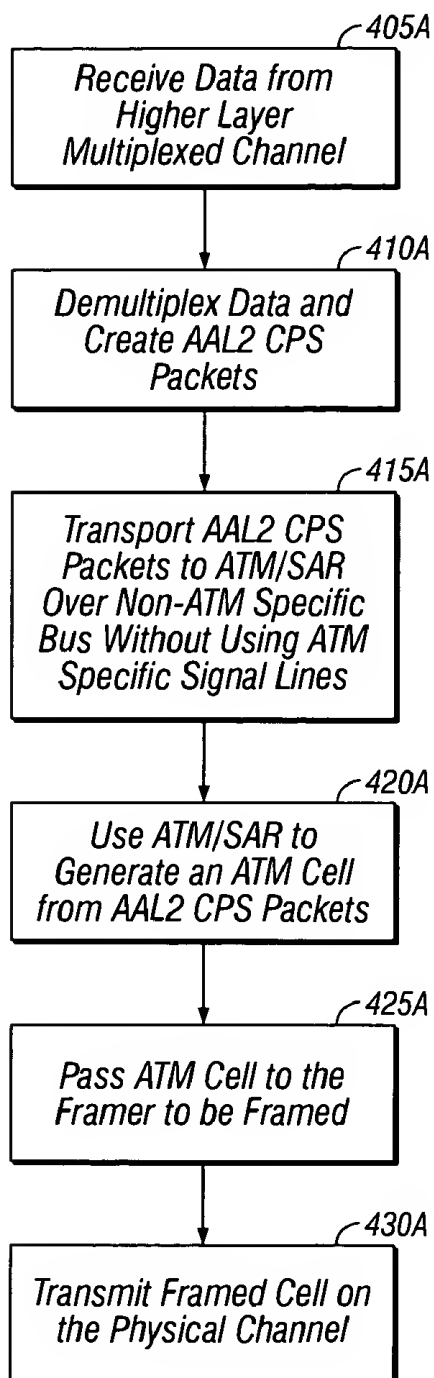 405A
Receive Data from
Higher Layer
Multiplexed Channel
410A
Demultiplex Data and
Create AAL2 CPS
Packets
415A
Transport AAL2 CPS
Packets to ATM/SAR
Over Non-ATM Specific
Bus Without Using ATM
Specific Signal Lines
420A
Use ATM/SAR to
Generate an ATM Cell
from AAL2 CPS Packets
425A
Pass ATM Cell to the
Framer to be Framed
430A
Transmit Framed Cell on
the Physical Channel